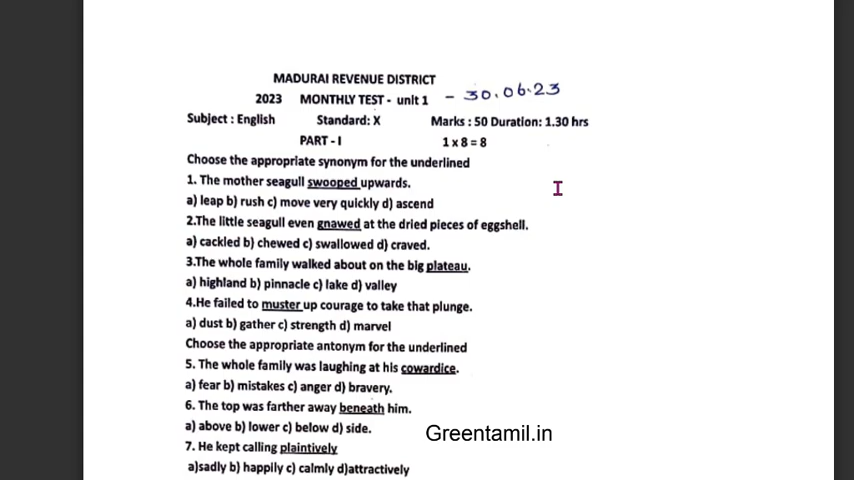 MADURAI REVENUE DISTRICT
2023 MONTHLY TEST - unit 1 - 30.06.23
Subject : English Standard: X Marks : 50 Duration: 1.30 hrs
PART - I 1 x 8 = 8
Choose the appropriate synonym for the underlined
1. The mother seagull swooped upwards.
a) leap b) rush c) move very quickly d) ascend
2.The little seagull even gnawed at the dried pieces of eggshell.
a) cackled b) chewed c) swallowed d) craved.
3.The whole family walked about on the big plateau.
a) highland b) pinnacle c) lake d) valley
4.He failed to muster up courage to take that plunge.
a) dust b) gather c) strength d) marvel
Choose the appropriate antonym for the underlined
5. The whole family was laughing at his cowardice.
a) fear b) mistakes c) anger d) bravery.
6. The top was farther away beneath him.
a) above b) lower c) below d) side.
Greentamil.in
7. He kept calling plaintively
a)sadly b) happily c) calmly d)attractively